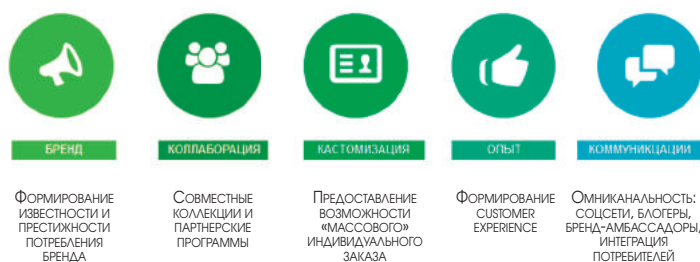 БРЕНД
ФОРМИРОВАНИЕ
ИЗВЕСТНОСТИ И
ПРЕСТИЖНОСТИ
ПОТРЕБЛЕНИЯ
БРЕНДА
КОЛЛАБОРАЦИЯ
СОВМЕСТНЫЕ
КОЛЛЕКЦИИ И
ПАРТНЕРСКИЕ
ПРОГРАММЫ
КАСТОМИЗАЦИЯ
ПРЕДОСТАВЛЕНИЕ
ВОЗМОЖНОСТИ
«МАССОВОГО»
ИНДИВИДУАЛЬНОГО
ЗАКАЗА
ОПЫТ
ФОРМИРОВАНИЕ
CUSTOMER
EXPERIENCE
КОММУНИКЦАЦИИ
ОМНИКАНАЛЬНОСТЬ:
СОЦСЕТИ, БЛОГЕРЫ,
БРЕНД-АМБАССАДОРЫ,
ИНТЕГРАЦИЯ
ПОТРЕБИТЕЛЕЙ